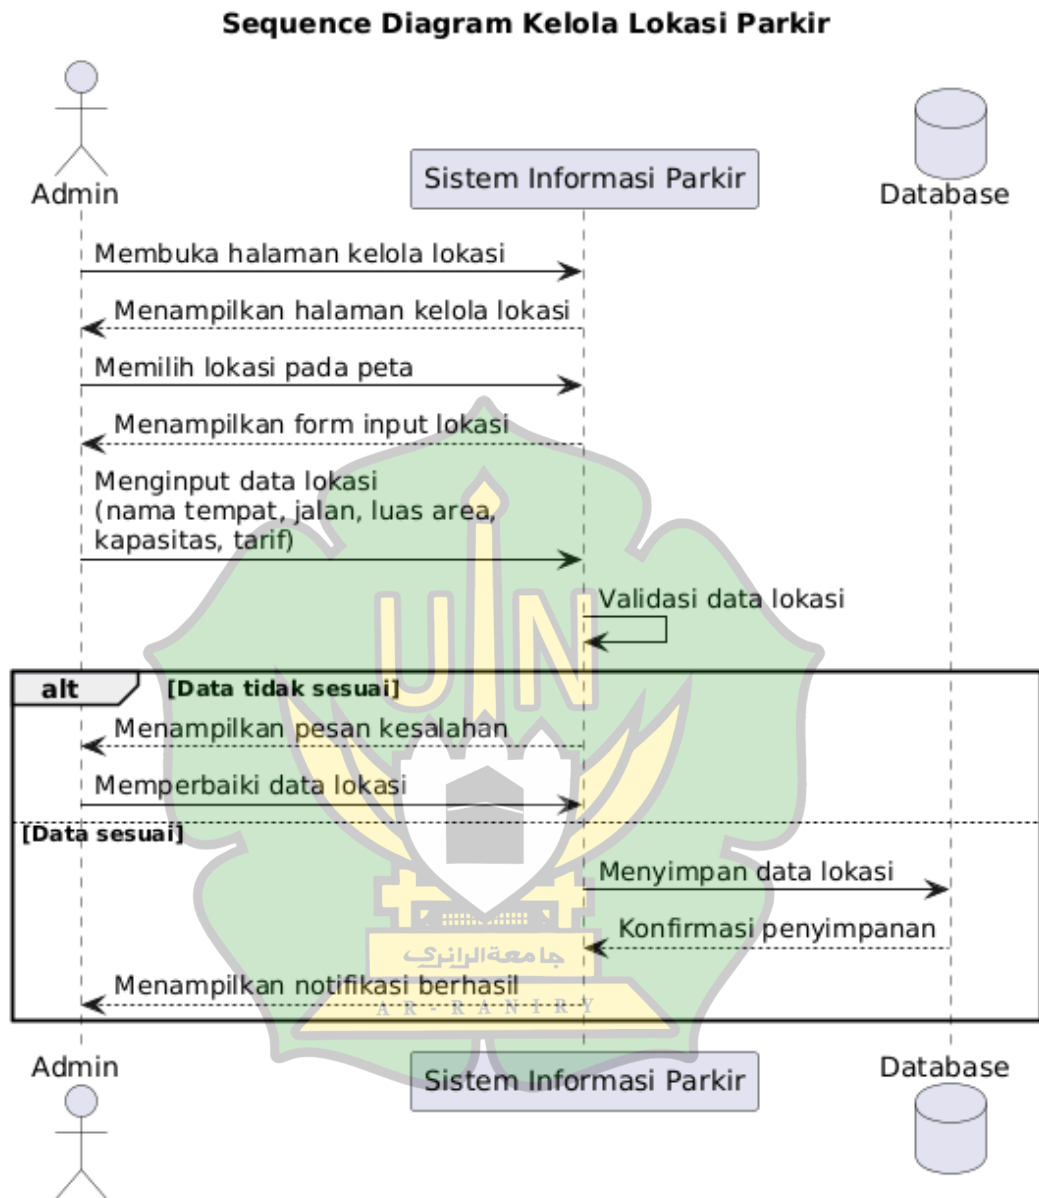 Sequence Diagram Kelola Lokasi Parkir
Admin
Sistem Informasi Parkir
Database
Membuka halaman kelola lokasi
Menampilkan halaman kelola lokasi
Memilih lokasi pada peta
Menampilkan form input lokasi
Menginput data lokasi
(nama tempat, jalan, luas area,
kapasitas, tarif)
Validasi data lokasi
UIN
alt [Data tidak sesuai]
Menampilkan pesan kesalahan
Memperbaiki data lokasi
[Data sesuai]
Menyimpan data lokasi
Konfirmasi penyimpanan
جامعة الرانري
Menampilkan notifikasi berhasil
AR-RANIRY
Admin
Sistem Informasi Parkir
Database